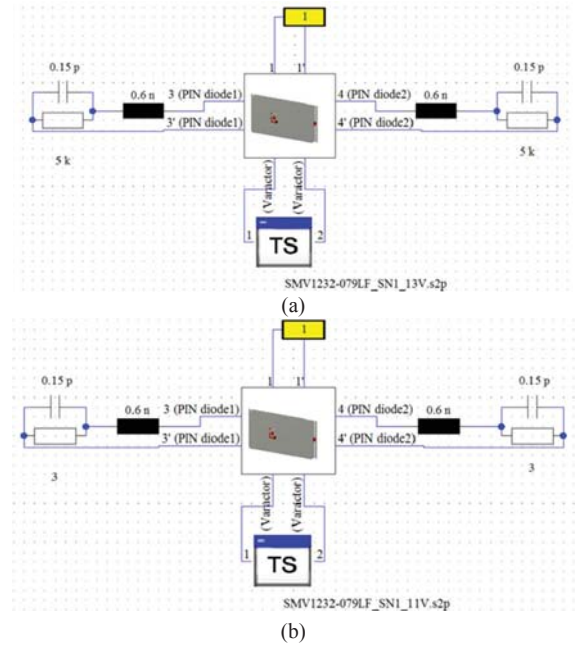 1
0.15 p
0.15 p
1
1'
3 (PIN diode1)
4 (PIN diode2)
0.6 n
0.6 n
3' (PIN diode1)
4' (PIN diode2)
5 k
5 k
(Varactor)
(Varactor)
1
2
TS
SMV1232-079LF_SN1_13V.s2p
(a)
1
0.15 p
0.15 p
1
1'
3 (PIN diode1)
4 (PIN diode2)
0.6 n
0.6 n
3' (PIN diode1)
4' (PIN diode2)
3
3
(Varactor)
(Varactor)
1
2
TS
SMV1232-079LF_SN1_11V.s2p
(b)